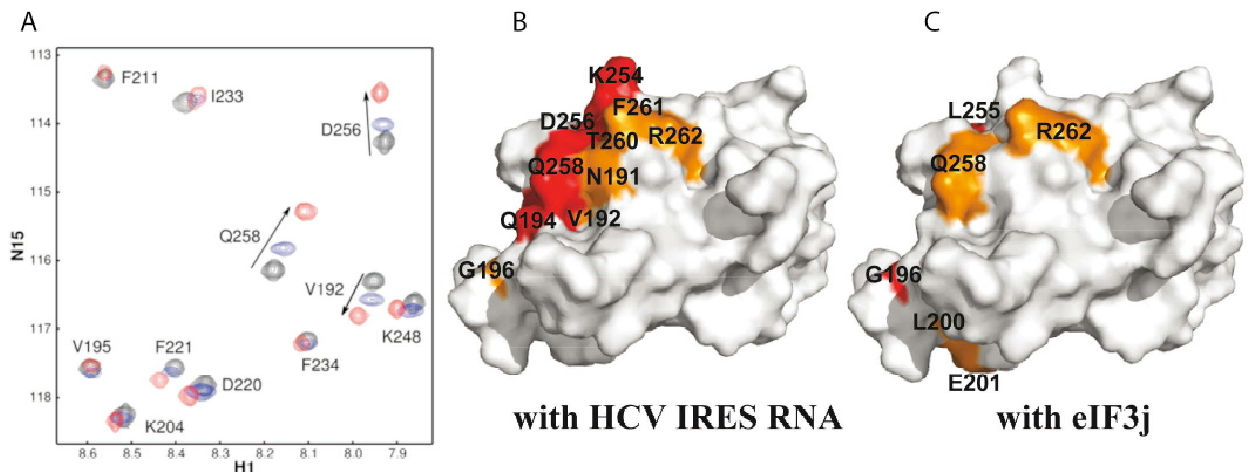 A
B
C
113
114
115
116
117
118
N15
8.6
8.5
8.4
8.3
8.2
8.1
8.0
7.9
H1
F211
I233
D256
Q258
V192
K248
F234
V195
F221
D220
K204
K254
F261
D256
T260
R262
Q258
N191
Q194
V192
G196
with HCV IRES RNA
L255
R262
Q258
G196
L200
E201
with eIF3j